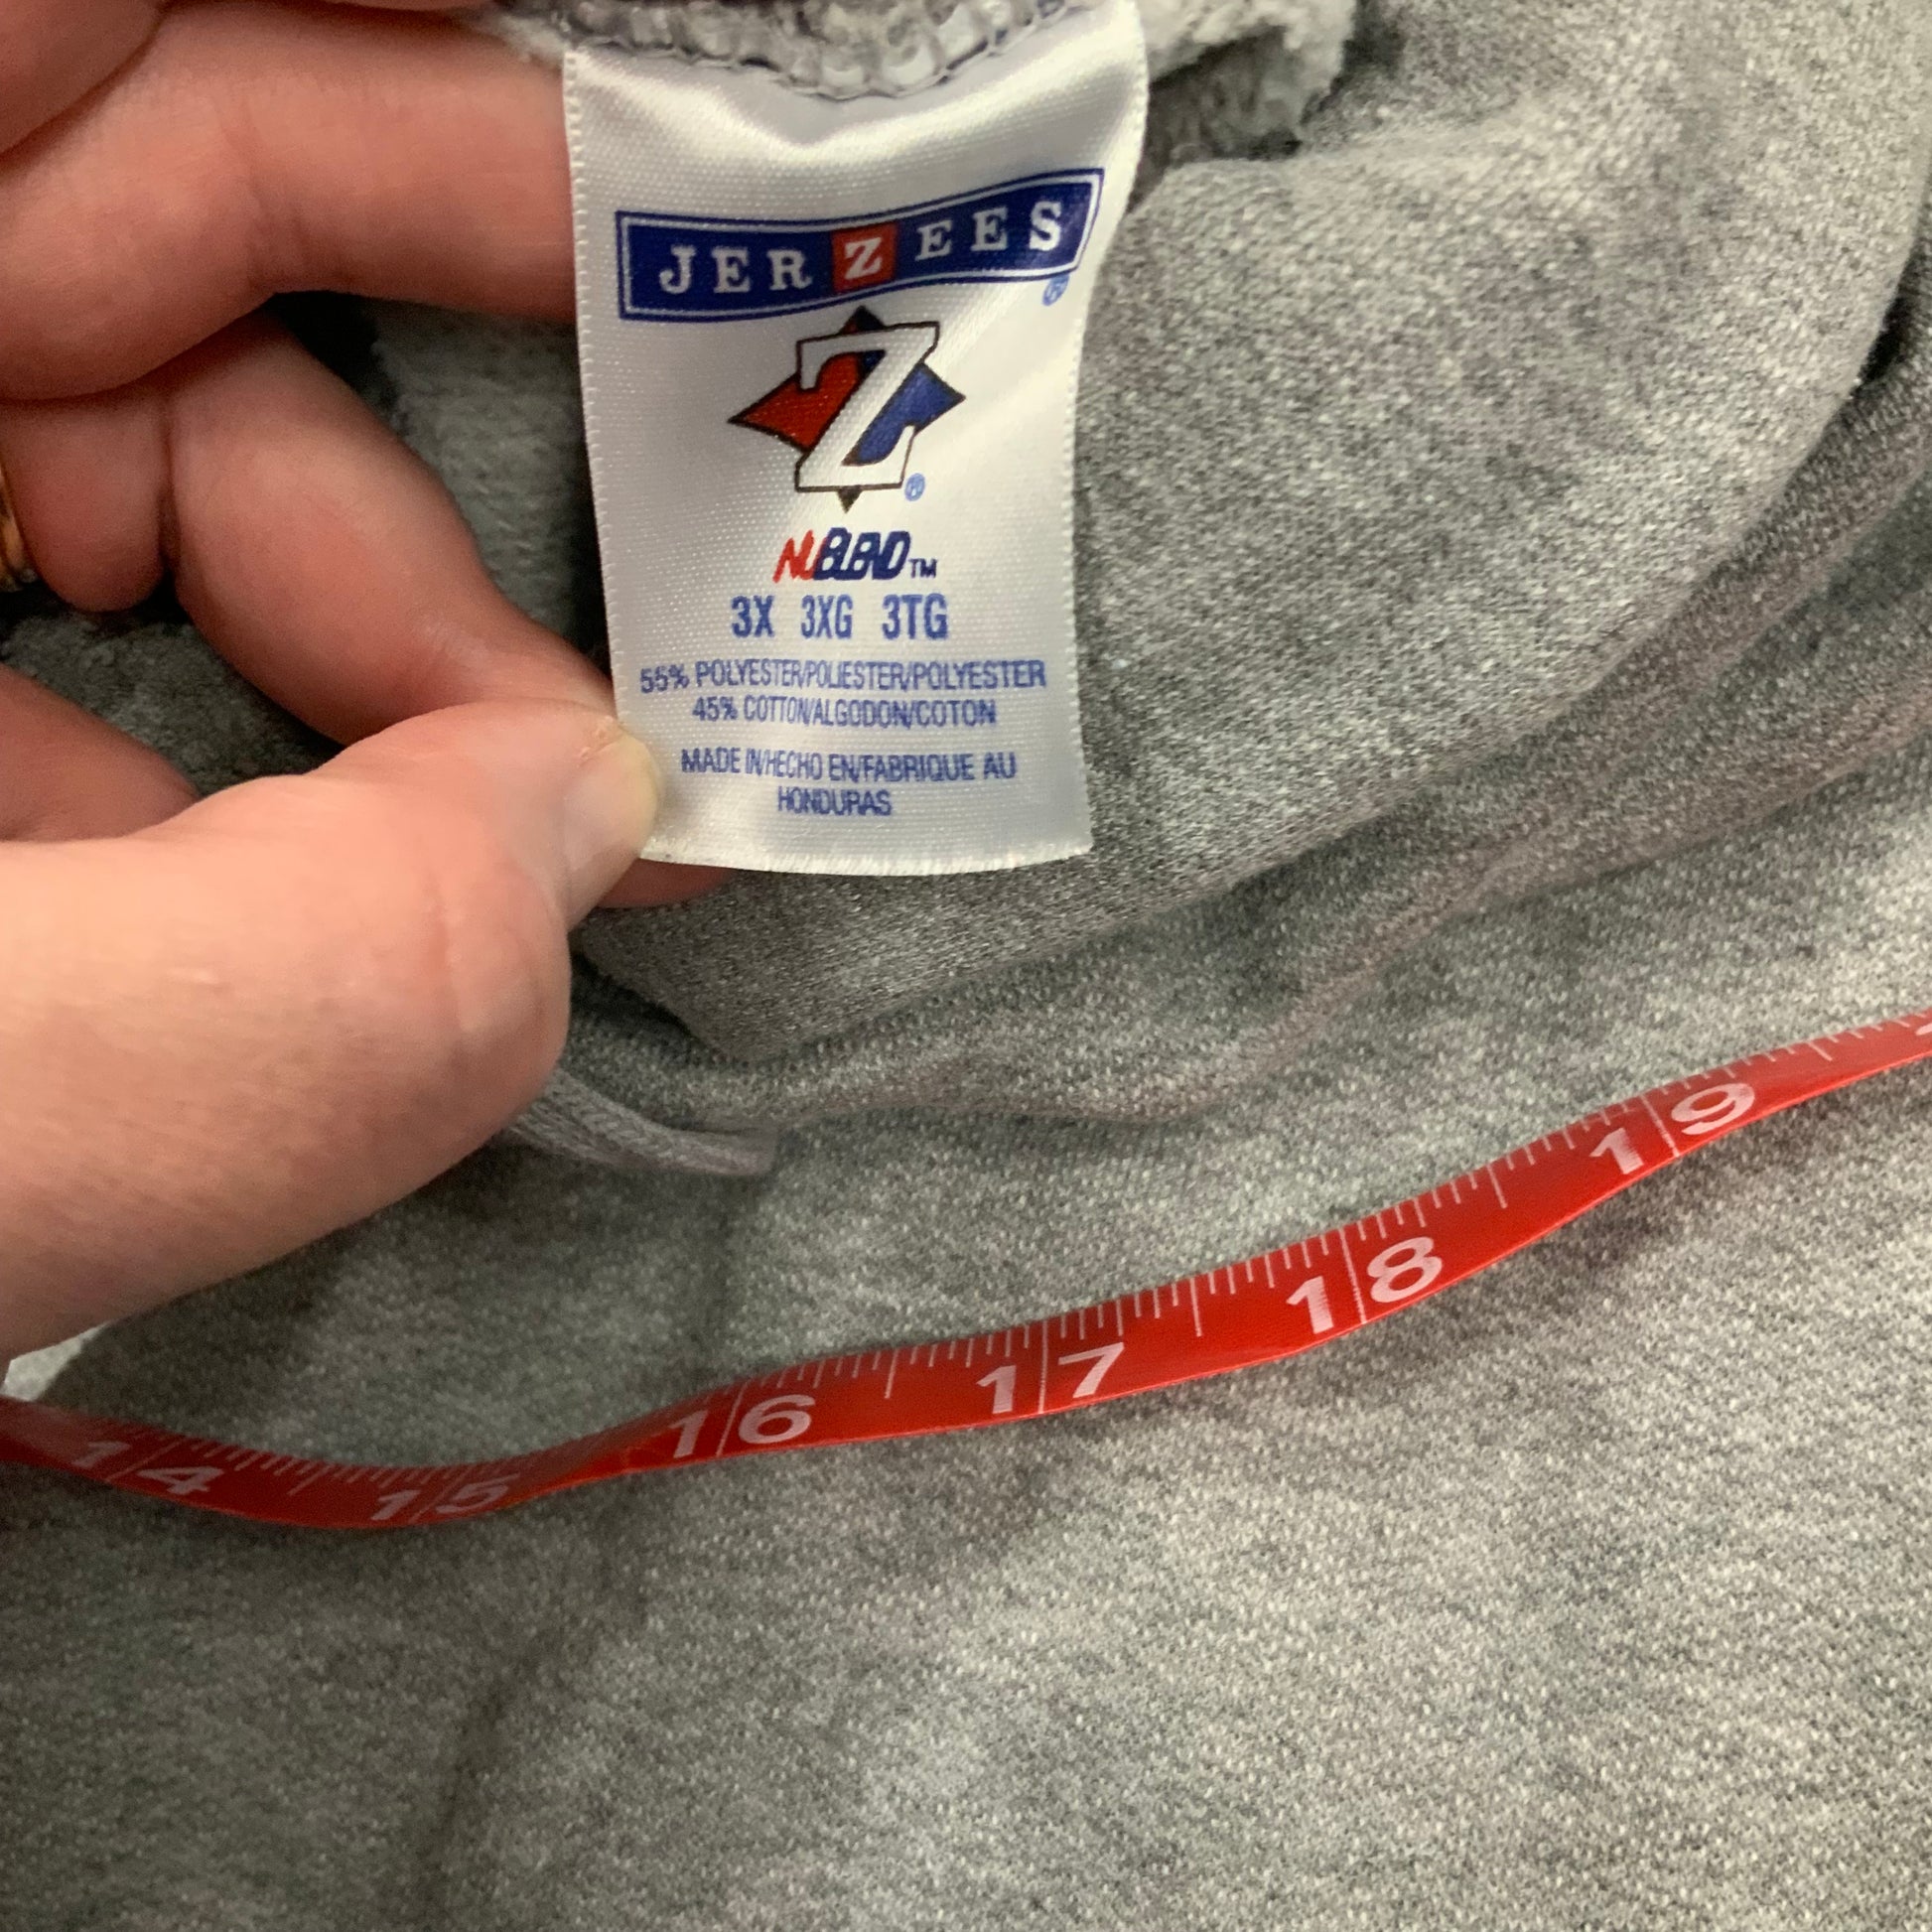 JERZEES
®
Z
®
NUBLEND™
3X 3XG 3TG
55% POLYESTER/POLIESTER/POLYESTER
45% COTTON/ALGODON/COTON
MADE IN/HECHO EN/FABRIQUE AU
HONDURAS
14 15 16 17 18 19